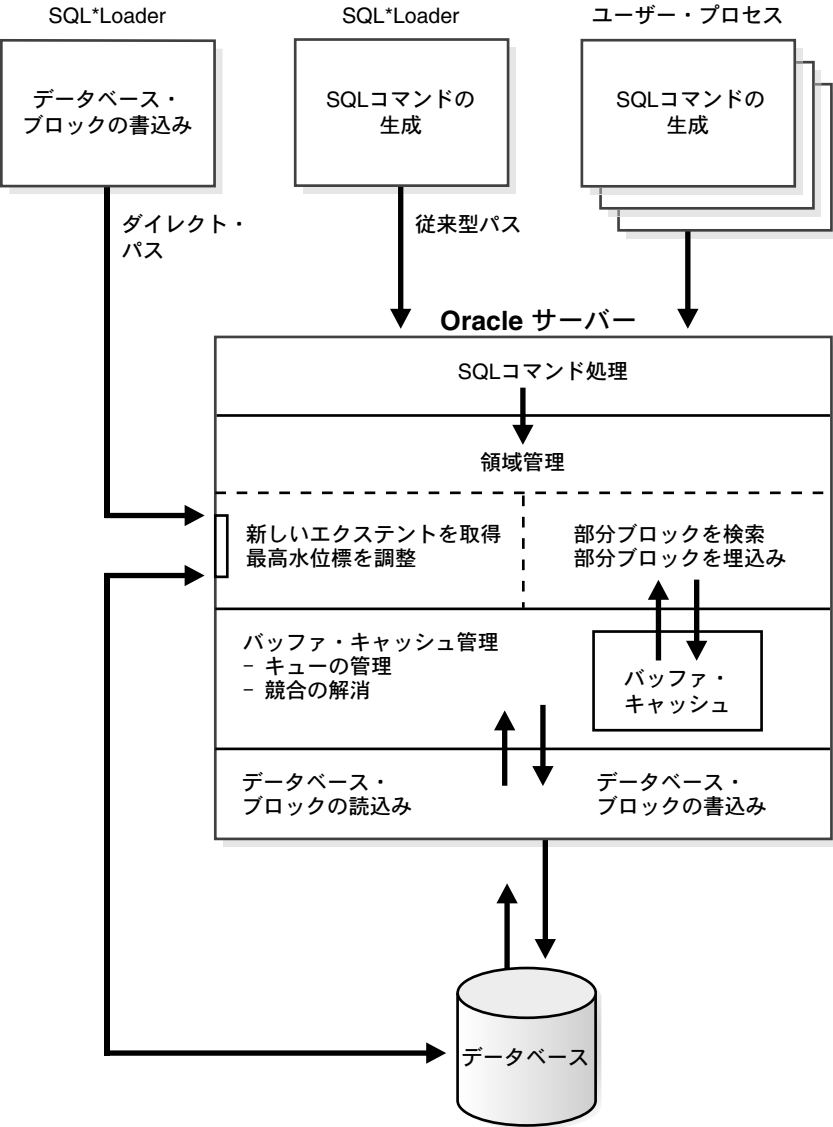 SQL*Loader
SQL*Loader
ユーザー・プロセス
データベース・
ブロックの書込み
SQLコマンドの
生成
SQLコマンドの
生成
ダイレクト・
パス
従来型パス
Oracle サーバー
SQLコマンド処理
領域管理
新しいエクステントを取得
最高水位標を調整
部分ブロックを検索
部分ブロックを埋込み
バッファ・キャッシュ管理
- キューの管理
- 競合の解消
バッファ・
キャッシュ
データベース・
ブロックの読込み
データベース・
ブロックの書込み
データベース